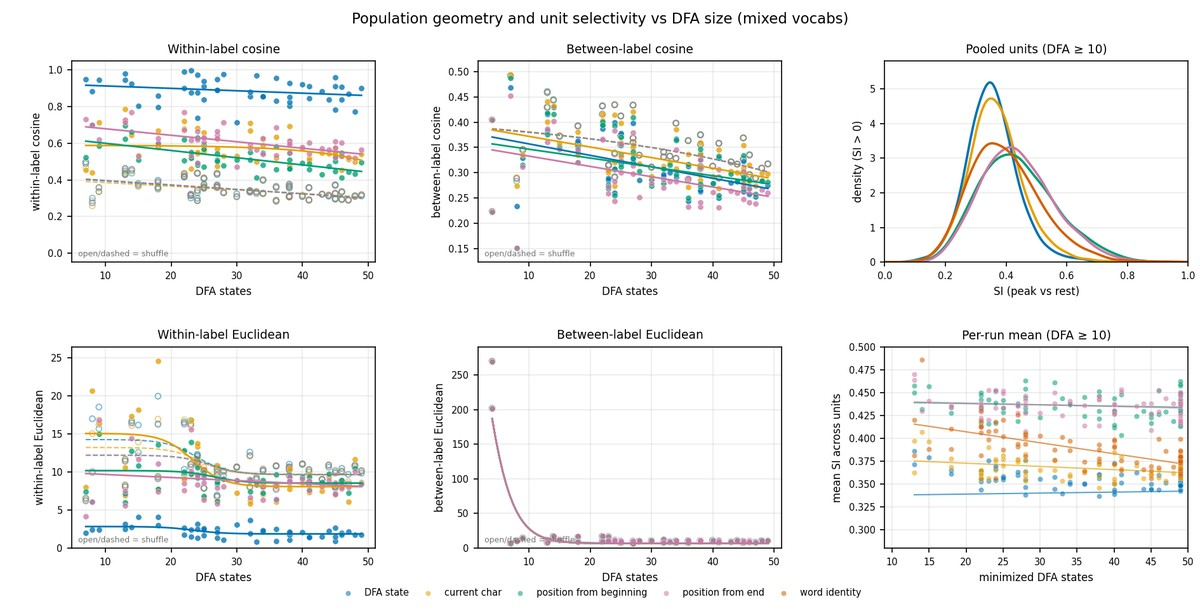 Population geometry and unit selectivity vs DFA size (mixed vocabs)
Within-label cosine
within-label cosine
1.0
0.8
0.6
0.4
0.2
0.0
open/dashed = shuffle
10 20 30 40 50
DFA states
Between-label cosine
between-label cosine
0.50
0.45
0.40
0.35
0.30
0.25
0.20
0.15
open/dashed = shuffle
10 20 30 40 50
DFA states
Pooled units (DFA ≥ 10)
density (SI > 0)
5
4
3
2
1
0
0.0 0.2 0.4 0.6 0.8 1.0
SI (peak vs rest)
Within-label Euclidean
within-label Euclidean
25
20
15
10
5
0
open/dashed = shuffle
10 20 30 40 50
DFA states
Between-label Euclidean
between-label Euclidean
250
200
150
100
50
0
open/dashed = shuffle
10 20 30 40 50
DFA states
Per-run mean (DFA ≥ 10)
mean SI across units
0.500
0.475
0.450
0.425
0.400
0.375
0.350
0.325
0.300
10 15 20 25 30 35 40 45 50
minimized DFA states
DFA state current char position from beginning position from end word identity